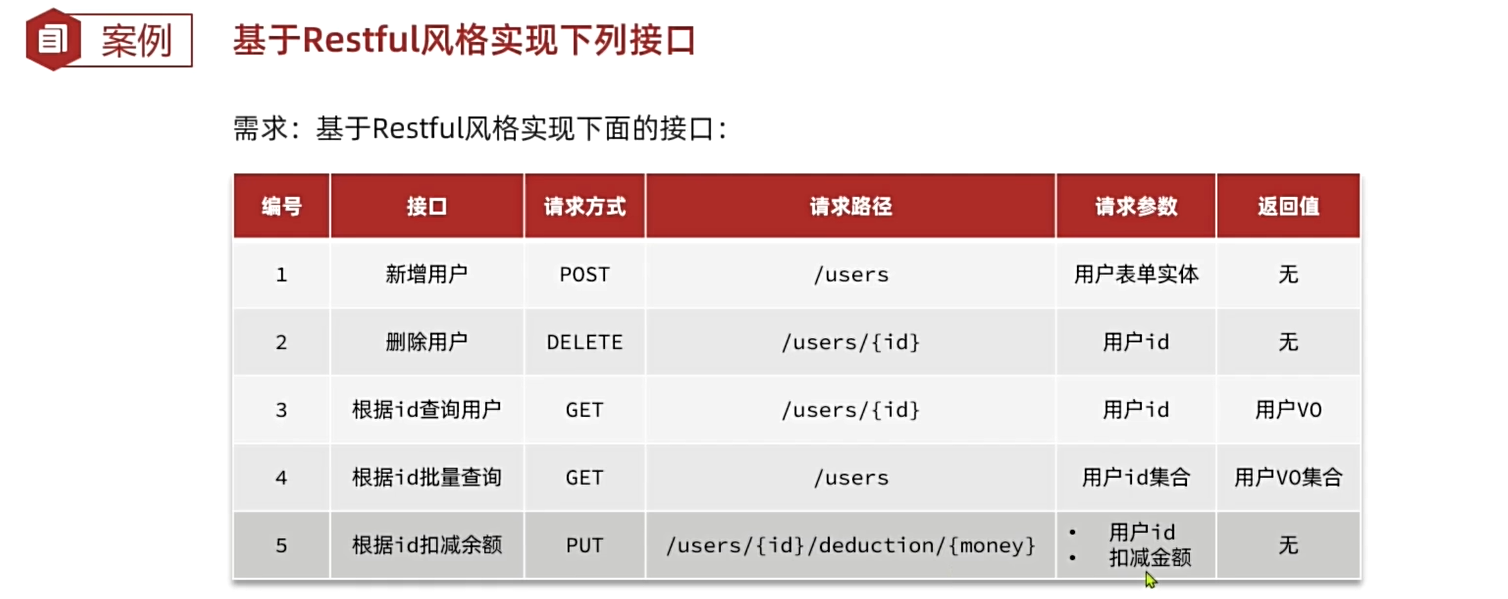 案例
基于Restful风格实现下列接口
需求：基于Restful风格实现下面的接口：
编号 接口 请求方式 请求路径 请求参数 返回值
1 新增用户 POST /users 用户表单实体 无
2 删除用户 DELETE /users/{id} 用户id 无
3 根据id查询用户 GET /users/{id} 用户id 用户VO
4 根据id批量查询 GET /users 用户id集合 用户VO集合
5 根据id扣减余额 PUT /users/{id}/deduction/{money} • 用户id 无
• 扣减金额